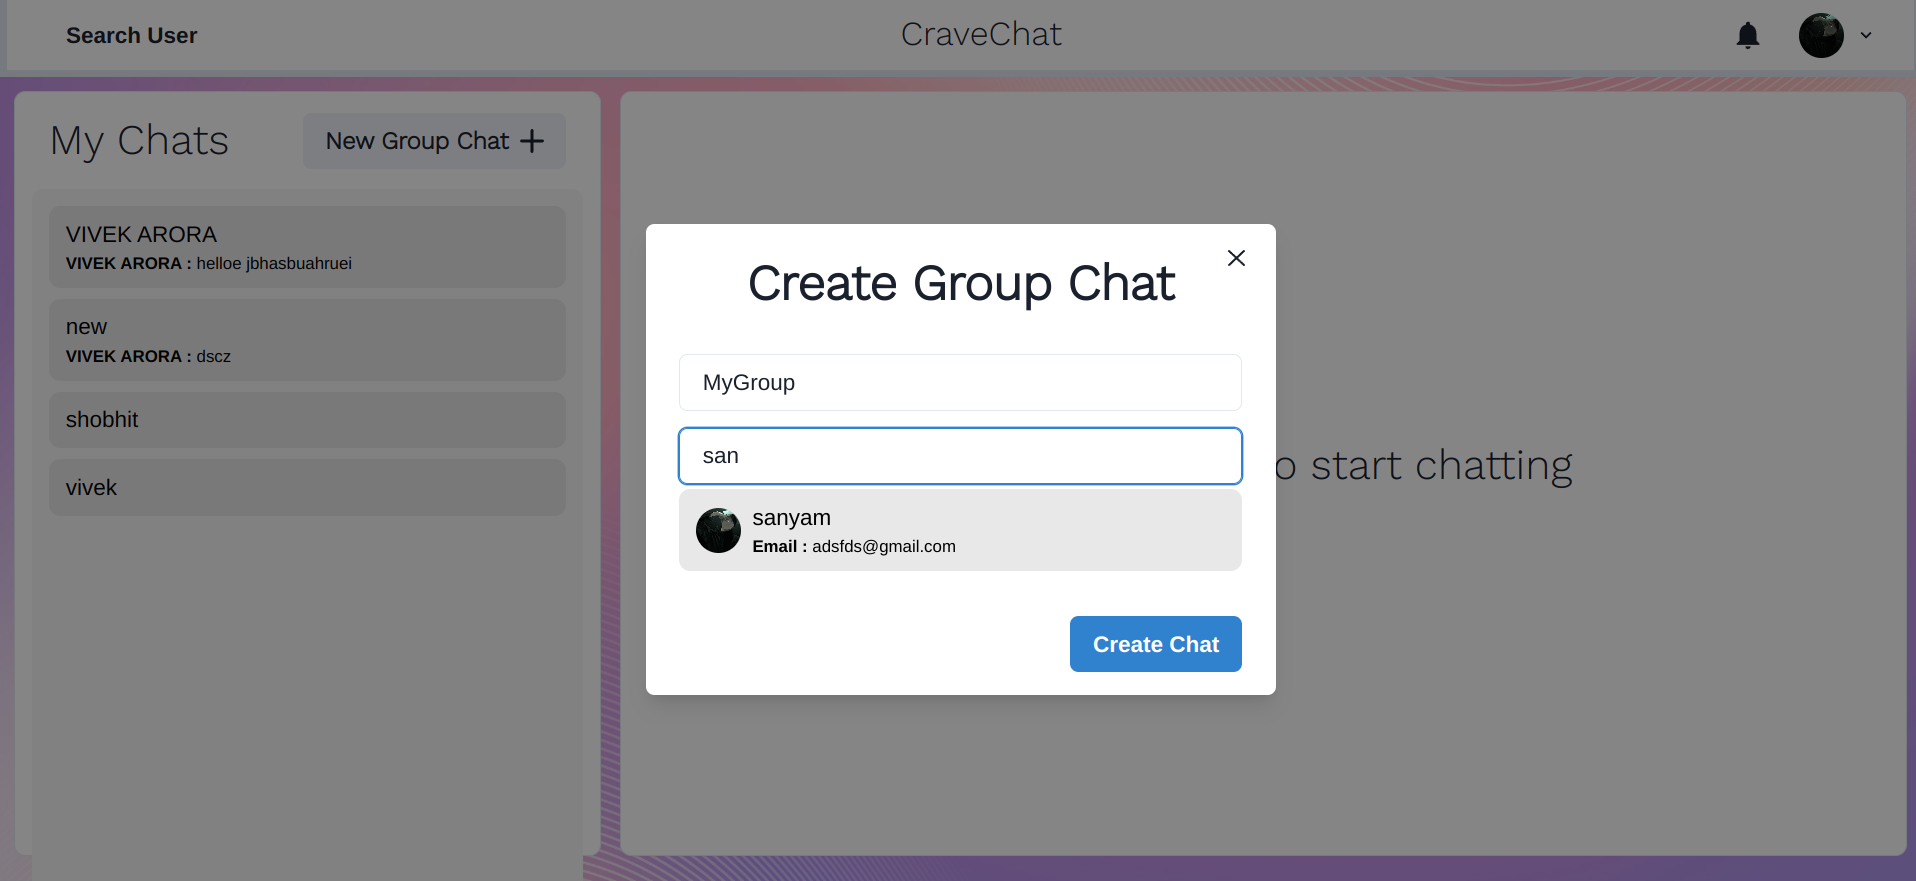 Search User
CraveChat
My Chats
New Group Chat
VIVEK ARORA
VIVEK ARORA : helloe jbhasbuahruei
new
VIVEK ARORA : dscz
shobhit
vivek
Create Group Chat
MyGroup
san
sanyam
Email : adsfds@gmail.com
Create Chat
o start chatting